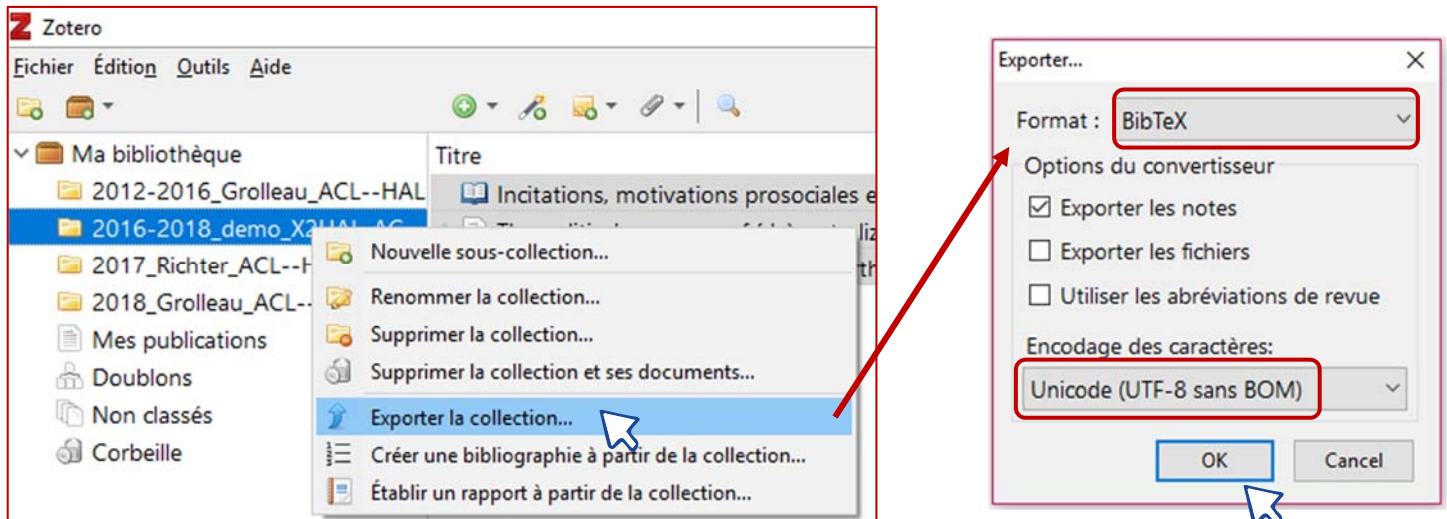 Zotero
Fichier Édition Outils Aide
Ma bibliothèque
Titre
2012-2016_Grolleau_ACL--HAL
Incitations, motivations prosociales e
2016-2018_demo_X2HAL_AC
2017_Richter_ACL--H
2018_Grolleau_ACL--
Mes publications
Doublons
Non classés
Corbeille
Nouvelle sous-collection...
Renommer la collection...
Supprimer la collection...
Supprimer la collection et ses documents...
Exporter la collection...
Créer une bibliographie à partir de la collection...
Établir un rapport à partir de la collection...
Exporter...
Format :
BibTeX
Options du convertisseur
Exporter les notes
Exporter les fichiers
Utiliser les abréviations de revue
Encodage des caractères:
Unicode (UTF-8 sans BOM)
OK
Cancel